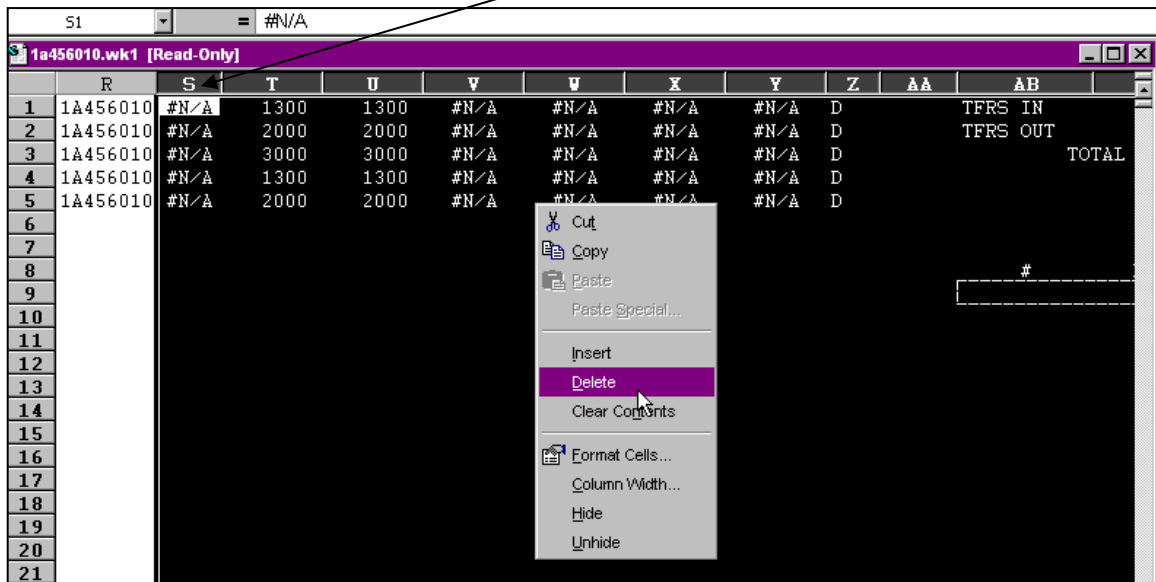 S1 = #N/A
1a456010.wk1 [Read-Only]
R S T U V W X Y Z AA AB
1 1A456010 #N/A 1300 1300 #N/A #N/A #N/A #N/A D TFRS IN
2 1A456010 #N/A 2000 2000 #N/A #N/A #N/A #N/A D TFRS OUT
3 1A456010 #N/A 3000 3000 #N/A #N/A #N/A #N/A D TOTAL
4 1A456010 #N/A 1300 1300 #N/A #N/A #N/A #N/A D
5 1A456010 #N/A 2000 2000 #N/A #N/A #N/A #N/A D
6
7
8 #
9
10
11
12
13
14
15
16
17
18
19
20
21
Cut
Copy
Paste
Paste Special...
Insert
Delete
Clear Contents
Format Cells...
Column Width...
Hide
Unhide